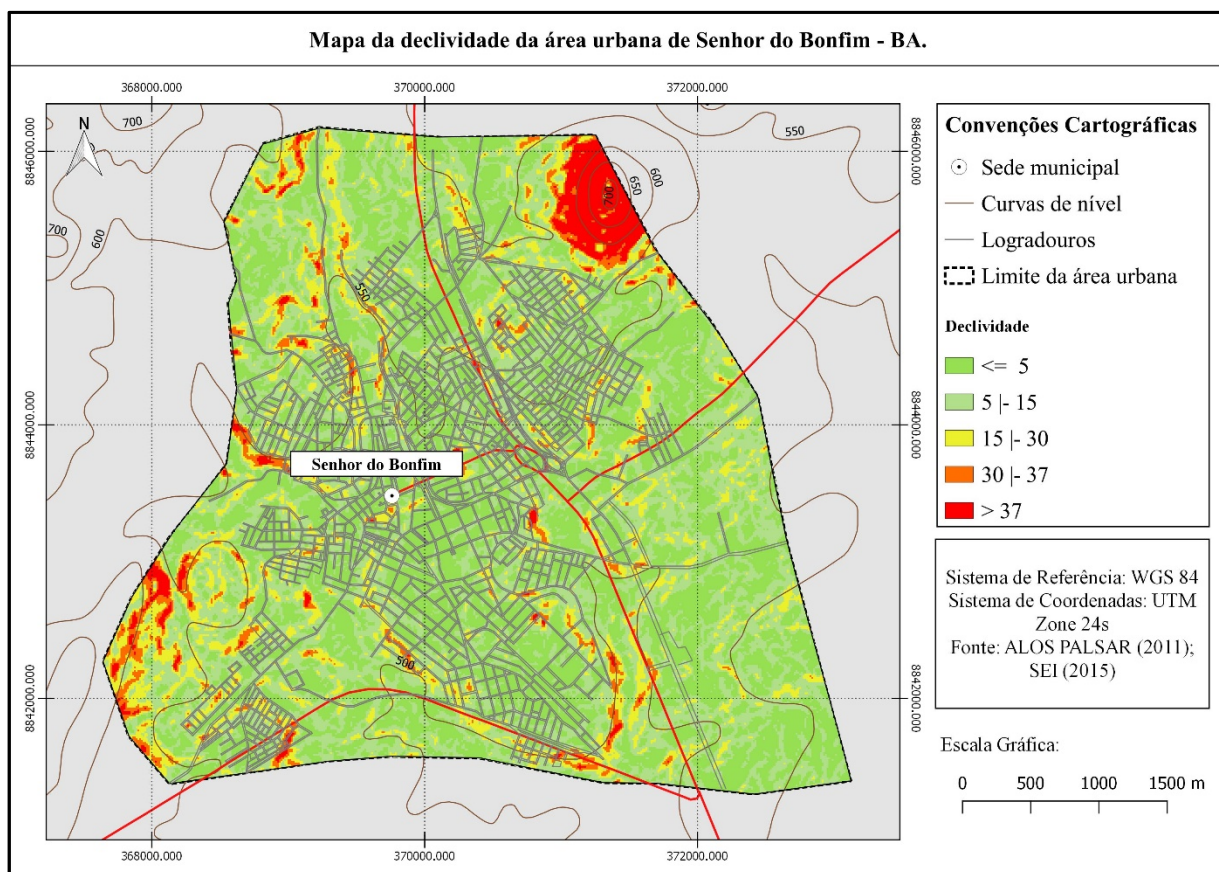 Mapa da declividade da área urbana de Senhor do Bonfim - BA.
368000.000 370000.000 372000.000
700
550
N
8846000.000
8846000.000
600
650
700
700
600
550
8844000.000
8844000.000
Senhor do Bonfim
500
8842000.000
8842000.000
368000.000 370000.000 372000.000
Convenções Cartográficas
Sede municipal
Curvas de nível
Logradouros
Limite da área urbana
Declividade
<= 5
5 |- 15
15 |- 30
30 |- 37
> 37
Sistema de Referência: WGS 84
Sistema de Coordenadas: UTM
Zone 24s
Fonte: ALOS PALSAR (2011);
SEI (2015)
Escala Gráfica:
0 500 1000 1500 m